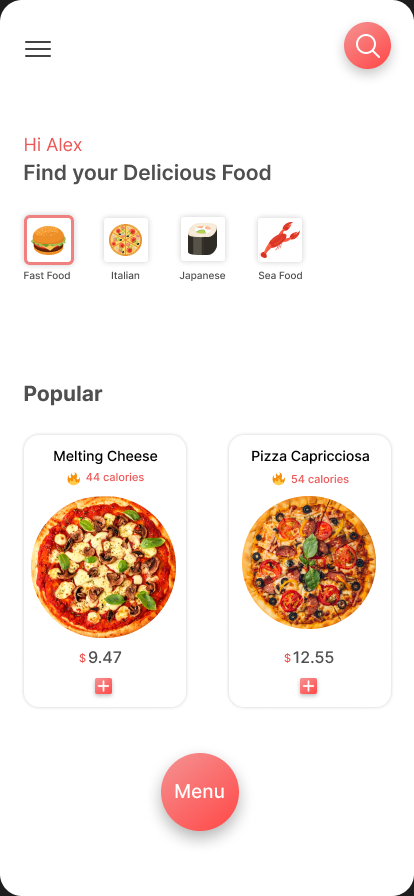 Hi Alex
Find your Delicious Food
Fast Food
Italian
Japanese
Sea Food
Popular
Melting Cheese
44 calories
$9.47
Pizza Capricciosa
54 calories
$12.55
Menu